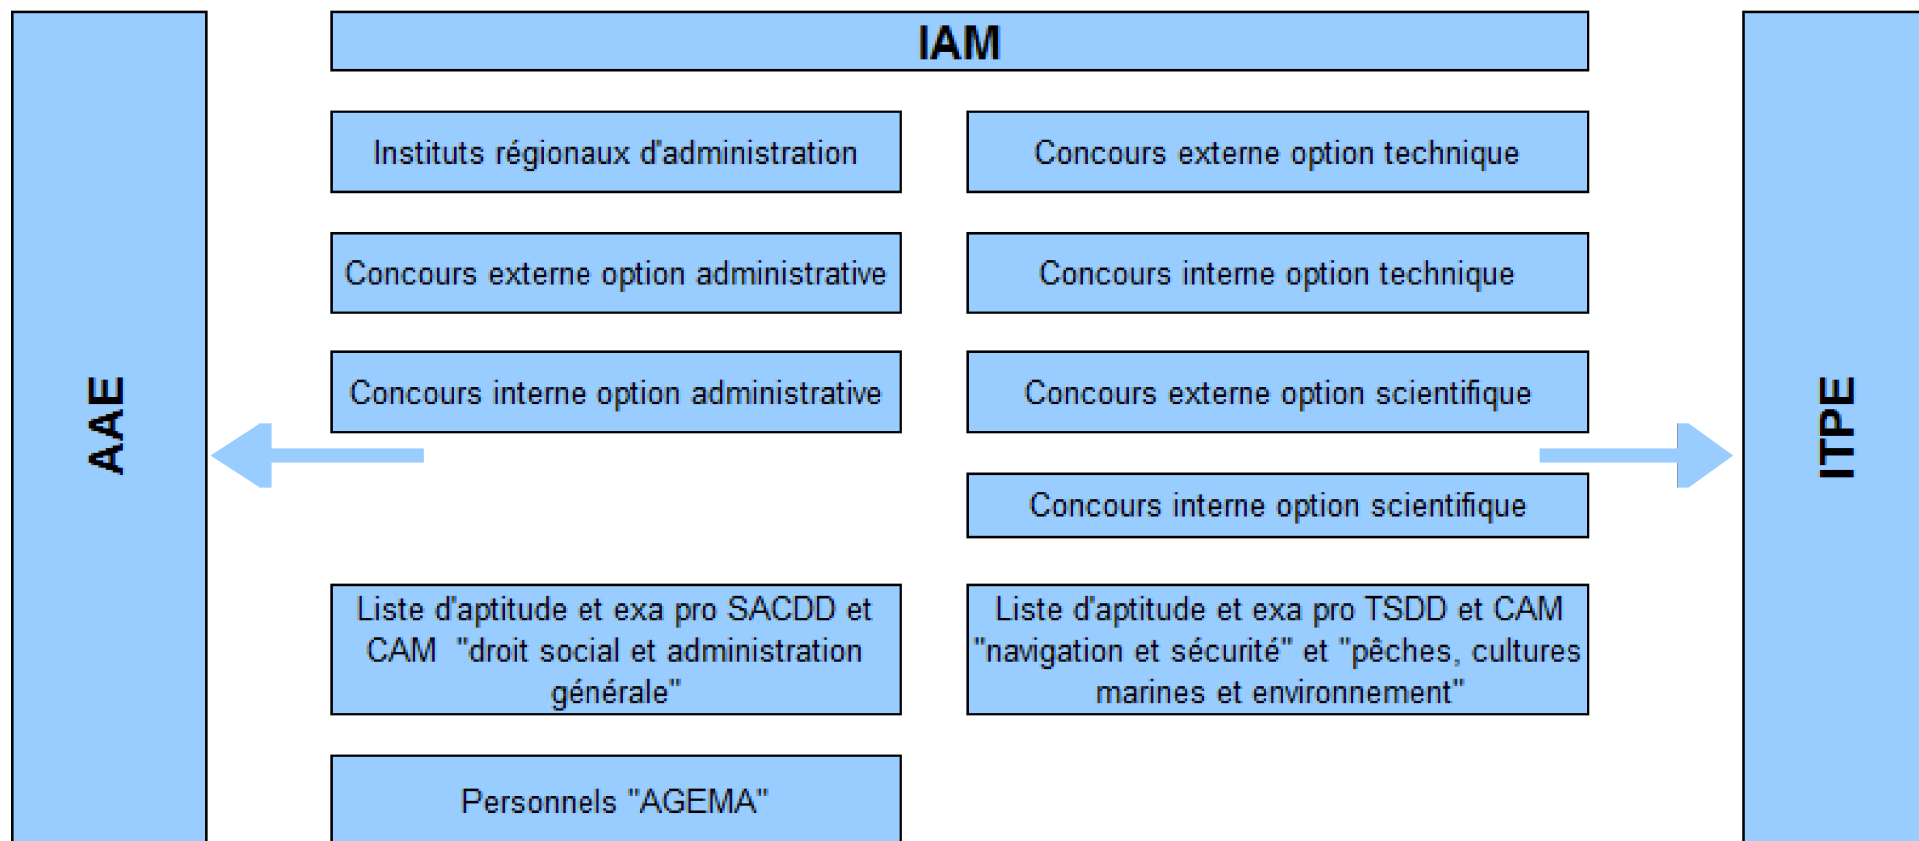 IAM
AAE
Instituts régionaux d'administration
Concours externe option administrative
Concours interne option administrative
Liste d'aptitude et exa pro SACDD et
CAM "droit social et administration
générale"
Personnels "AGEMA"
Concours externe option technique
Concours interne option technique
Concours externe option scientifique
Concours interne option scientifique
Liste d'aptitude et exa pro TSDD et CAM
"navigation et sécurité" et "pêches, cultures
marines et environnement"
ITPE